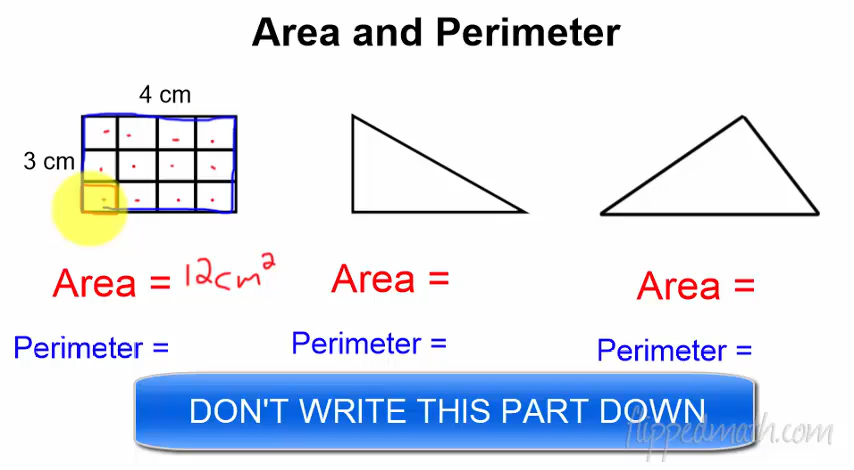 Area and Perimeter
4 cm
3 cm
Area = 12cm²
Area =
Area =
Perimeter =
Perimeter =
Perimeter =
DON'T WRITE THIS PART DOWN
flippedmath.com